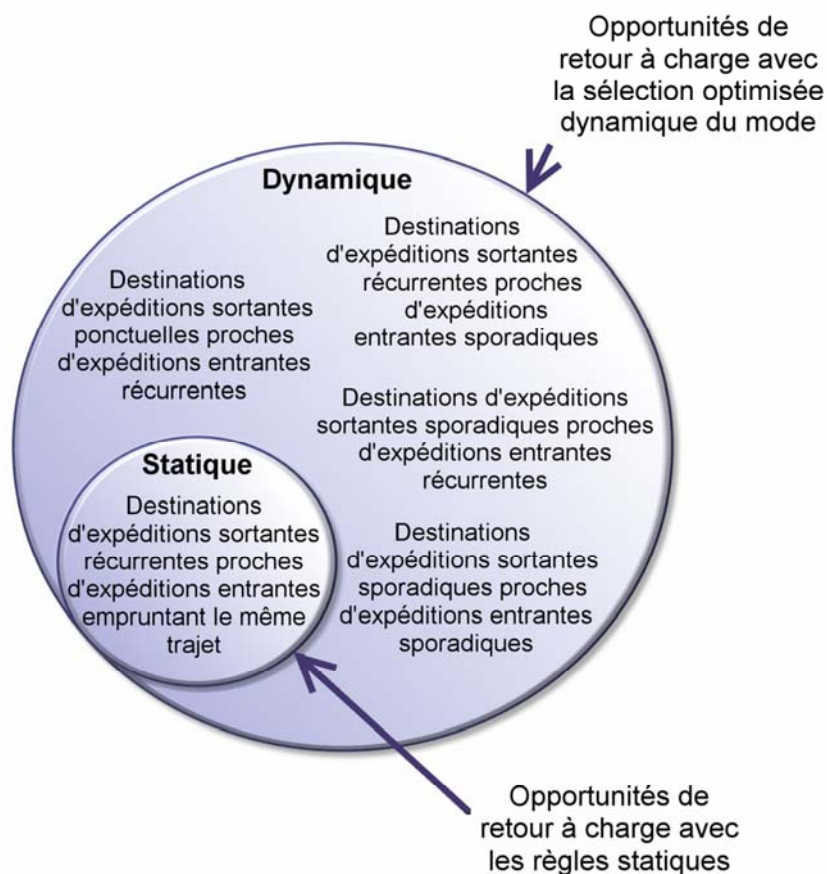 Opportunités de
retour à charge avec
la sélection optimisée
dynamique du mode
Dynamique
Destinations
d'expéditions sortantes
ponctuelles proches
d'expéditions entrantes
récurrentes
Destinations
d'expéditions sortantes
récurrentes proches
d'expéditions
entrantes sporadiques
Destinations d'expéditions
sortantes sporadiques proches
d'expéditions entrantes
récurrentes
Statique
Destinations
d'expéditions sortantes
récurrentes proches
d'expéditions entrantes
empruntant le même
trajet
Destinations
d'expéditions sortantes
sporadiques proches
d'expéditions entrantes
sporadiques
Opportunités de
retour à charge avec
les règles statiques